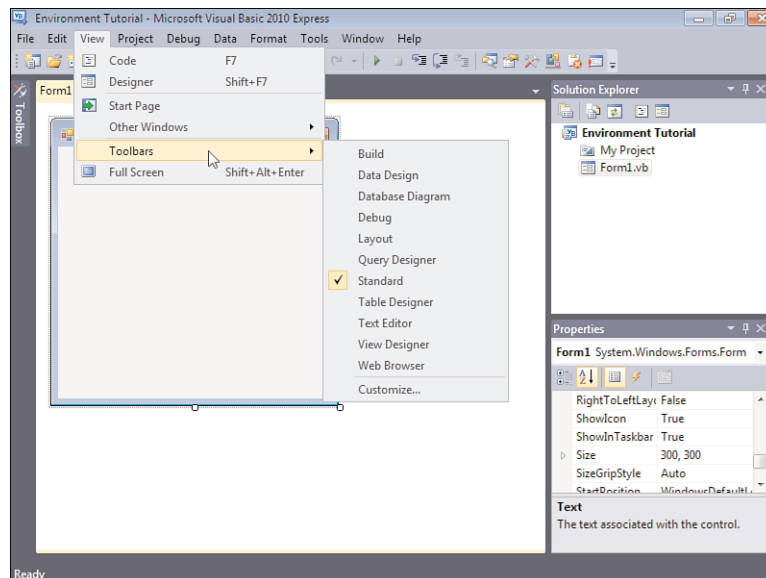 Environment Tutorial - Microsoft Visual Basic 2010 Express
File Edit View Project Debug Data Format Tools Window Help
Code F7
Designer Shift+F7
Start Page
Other Windows
Toolbars
Full Screen Shift+Alt+Enter
Build
Data Design
Database Diagram
Debug
Layout
Query Designer
Standard
Table Designer
Text Editor
View Designer
Web Browser
Customize...
Toolbox
Form1
Solution Explorer
Environment Tutorial
My Project
Form1.vb
Properties
Form1 System.Windows.Forms.Form
RightToLeftLay False
ShowIcon True
ShowInTaskbar True
Size 300, 300
SizeGripStyle Auto
StartPosition WindowsDefaultL
Text
The text associated with the control.
Ready